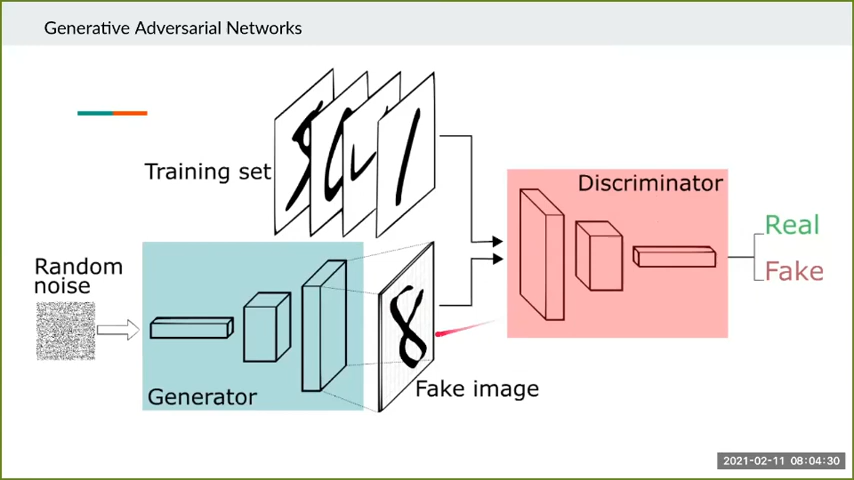 Generative Adversarial Networks
Training set
Discriminator
Real
Fake
Random
noise
8
Generator
Fake image
2021-02-11 08:04:30